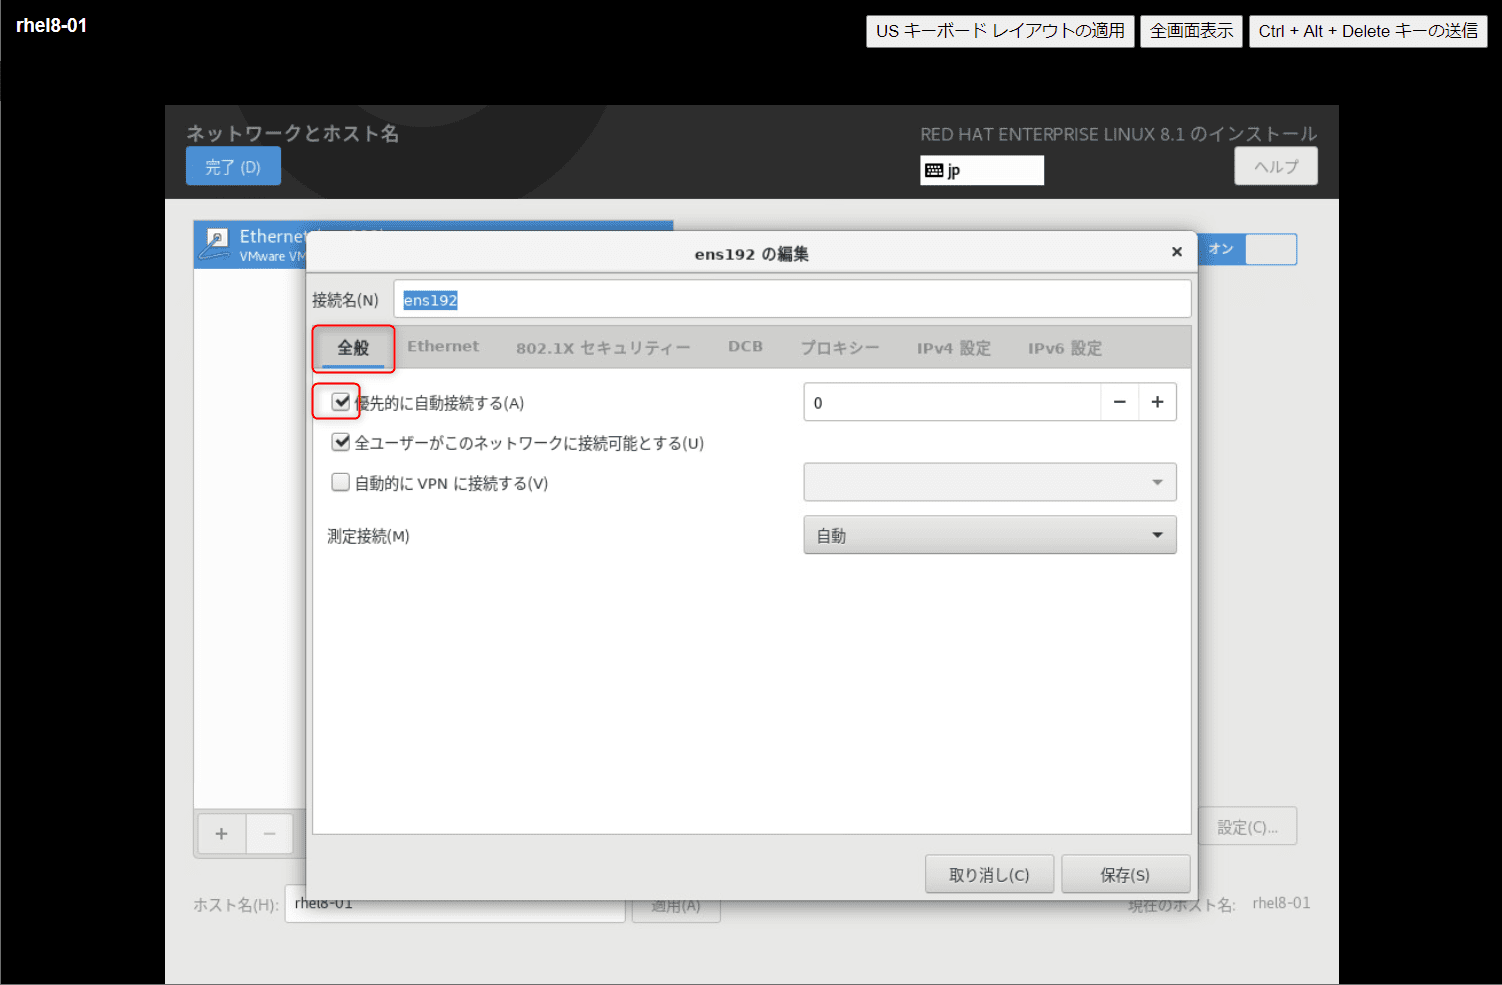 rhel8-01
US キーボード レイアウトの適用
全画面表示
Ctrl + Alt + Delete キーの送信
ネットワークとホスト名
RED HAT ENTERPRISE LINUX 8.1 のインストール
完了 (D)
jp
ヘルプ
Ethernet
VMware VM
オン
ens192 の編集
接続名(N)
ens192
全般
Ethernet
802.1X セキュリティー
DCB
プロキシー
IPv4 設定
IPv6 設定
優先的に自動接続する(A)
0
全ユーザーがこのネットワークに接続可能とする(U)
自動的に VPN に接続する(V)
測定接続(M)
自動
設定(C)...
取り消し(C)
保存(S)
ホスト名(H):
rhel8-01
適用(A)
現在のホスト名:
rhel8-01